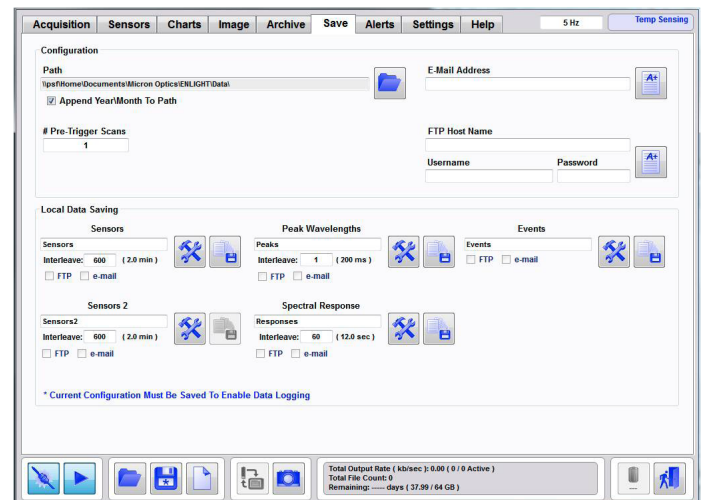 Acquisition Sensors Charts Image Archive Save Alerts Settings Help 5 Hz Temp Sensing
Configuration
Path
\\psf\Home\Documents\Micron Optics\ENLIGHT\Data\
Append Year\Month To Path
E-Mail Address
A+
# Pre-Trigger Scans
1
FTP Host Name
Username Password
A+
Local Data Saving
Sensors
Sensors
Interleave: 600 ( 2.0 min )
FTP e-mail
Peak Wavelengths
Peaks
Interleave: 1 ( 200 ms )
FTP e-mail
Events
Events
FTP e-mail
Sensors 2
Sensors2
Interleave: 600 ( 2.0 min )
FTP e-mail
Spectral Response
Responses
Interleave: 60 ( 12.0 sec )
FTP e-mail
* Current Configuration Must Be Saved To Enable Data Logging
Total Output Rate ( kb/sec ): 0.00 ( 0 / 0 Active )
Total File Count: 0
Remaining: ----- days ( 37.99 / 64 GB )